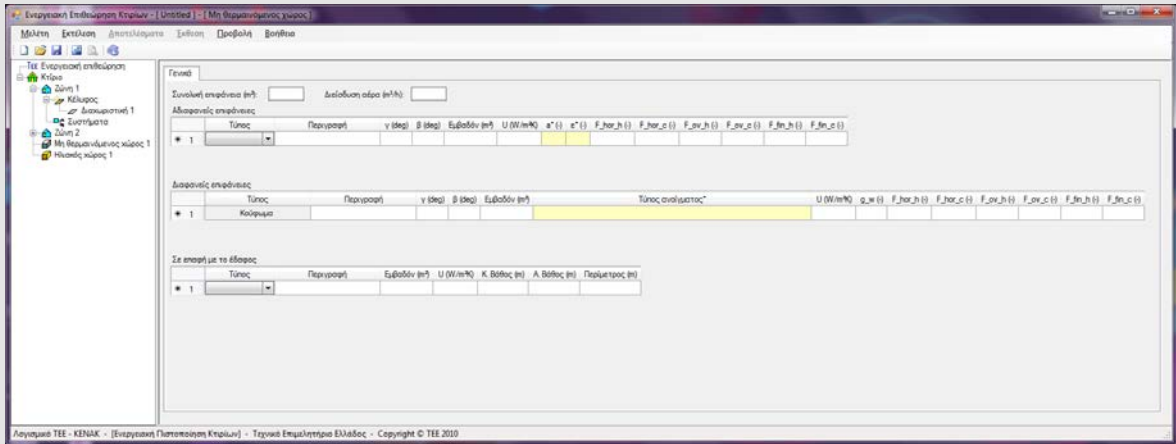 Ενεργειακή Επιθεώρηση Κτιρίων - [ Untitled ] - [ Μη θερμαινόμενος χώρος ]
Μελέτη Εκτέλεση Αποτελέσματα Έκθεση Προβολή Βοήθεια
ΤΕΕ Ενεργειακή επιθεώρηση
Κτίριο
Ζώνη 1
Κέλυφος
Διαχωριστική 1
Συστήματα
Ζώνη 2
Μη θερμαινόμενος χώρος 1
Ηλιακός χώρος 1
Γενικά
Συνολική επιφάνεια (m²): Διείσδυση αέρα (m³/h):
Αδιαφανείς επιφάνειες
Τύπος Περιγραφή γ (deg) β (deg) Εμβαδόν (m²) U (W/m²K) a* (-) ε* (-) F_hor_h (-) F_hor_c (-) F_ov_h (-) F_ov_c (-) F_fin_h (-) F_fin_c (-)
1
Διαφανείς επιφάνειες
Τύπος Περιγραφή γ (deg) β (deg) Εμβαδόν (m²) Τύπος ανοίγματος* U (W/m²K) g_w (-) F_hor_h (-) F_hor_c (-) F_ov_h (-) F_ov_c (-) F_fin_h (-) F_fin_c (-)
1 Κούφωμα
Σε επαφή με το έδαφος
Τύπος Περιγραφή Εμβαδόν (m²) U (W/m²K) Κ. Βάθος (m) Α. Βάθος (m) Περίμετρος (m)
1
Λογισμικό ΤΕΕ - ΚΕΝΑΚ - [Ενεργειακή Πιστοποίηση Κτιρίων] - Τεχνικό Επιμελητήριο Ελλάδος - Copyright © ΤΕΕ 2010